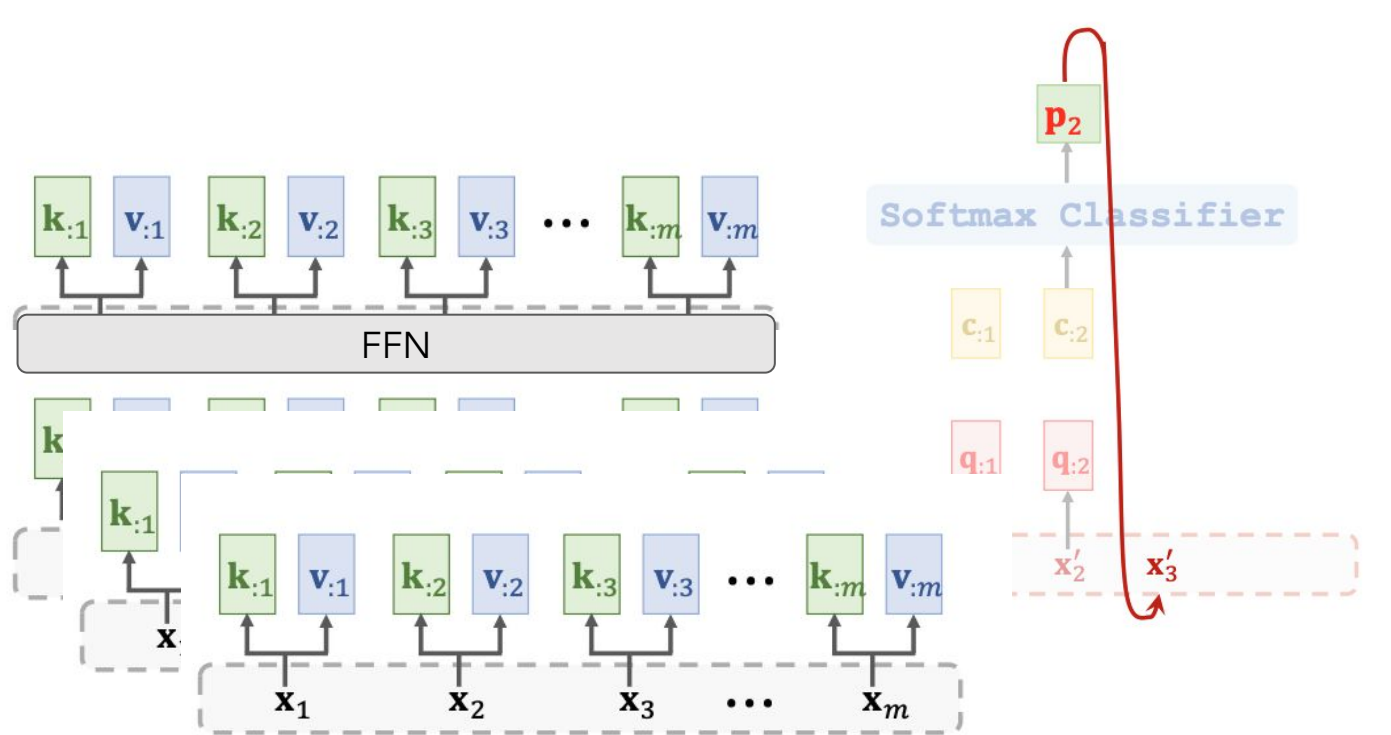 p₂
k:1 v:1 k:2 v:2 k:3 v:3 ••• k:m v:m
Softmax Classifier
FFN
c:1 c:2
k
q:1 q:2
k:1
k:1 v:1 k:2 v:2 k:3 v:3 ••• k:m v:m
x′₂ x′₃
x
x₁ x₂ x₃ ••• xₘ